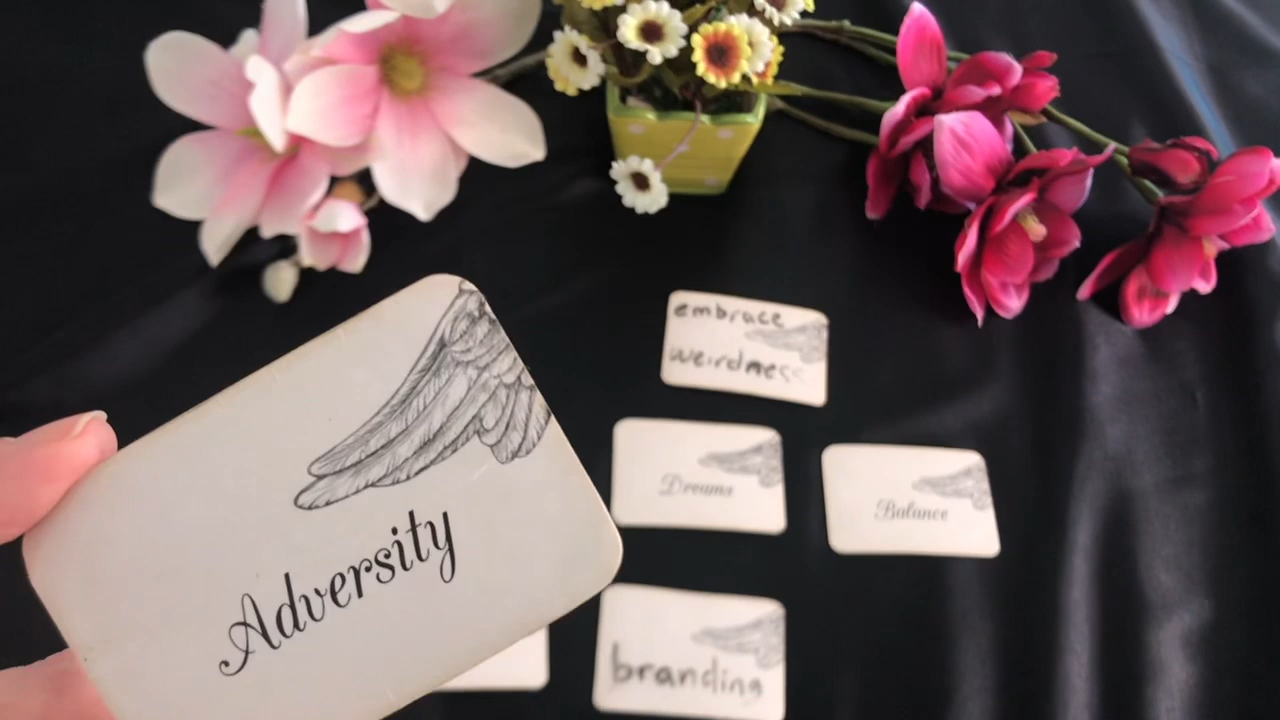 embrace
weirdness
Dreams
Balance
Adversity
branding